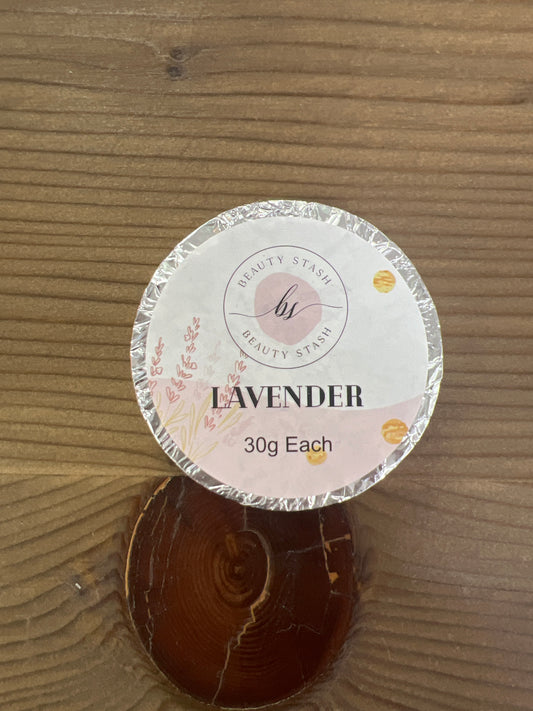 BEAUTY STASH
bs
BEAUTY STASH
LAVENDER
30g Each